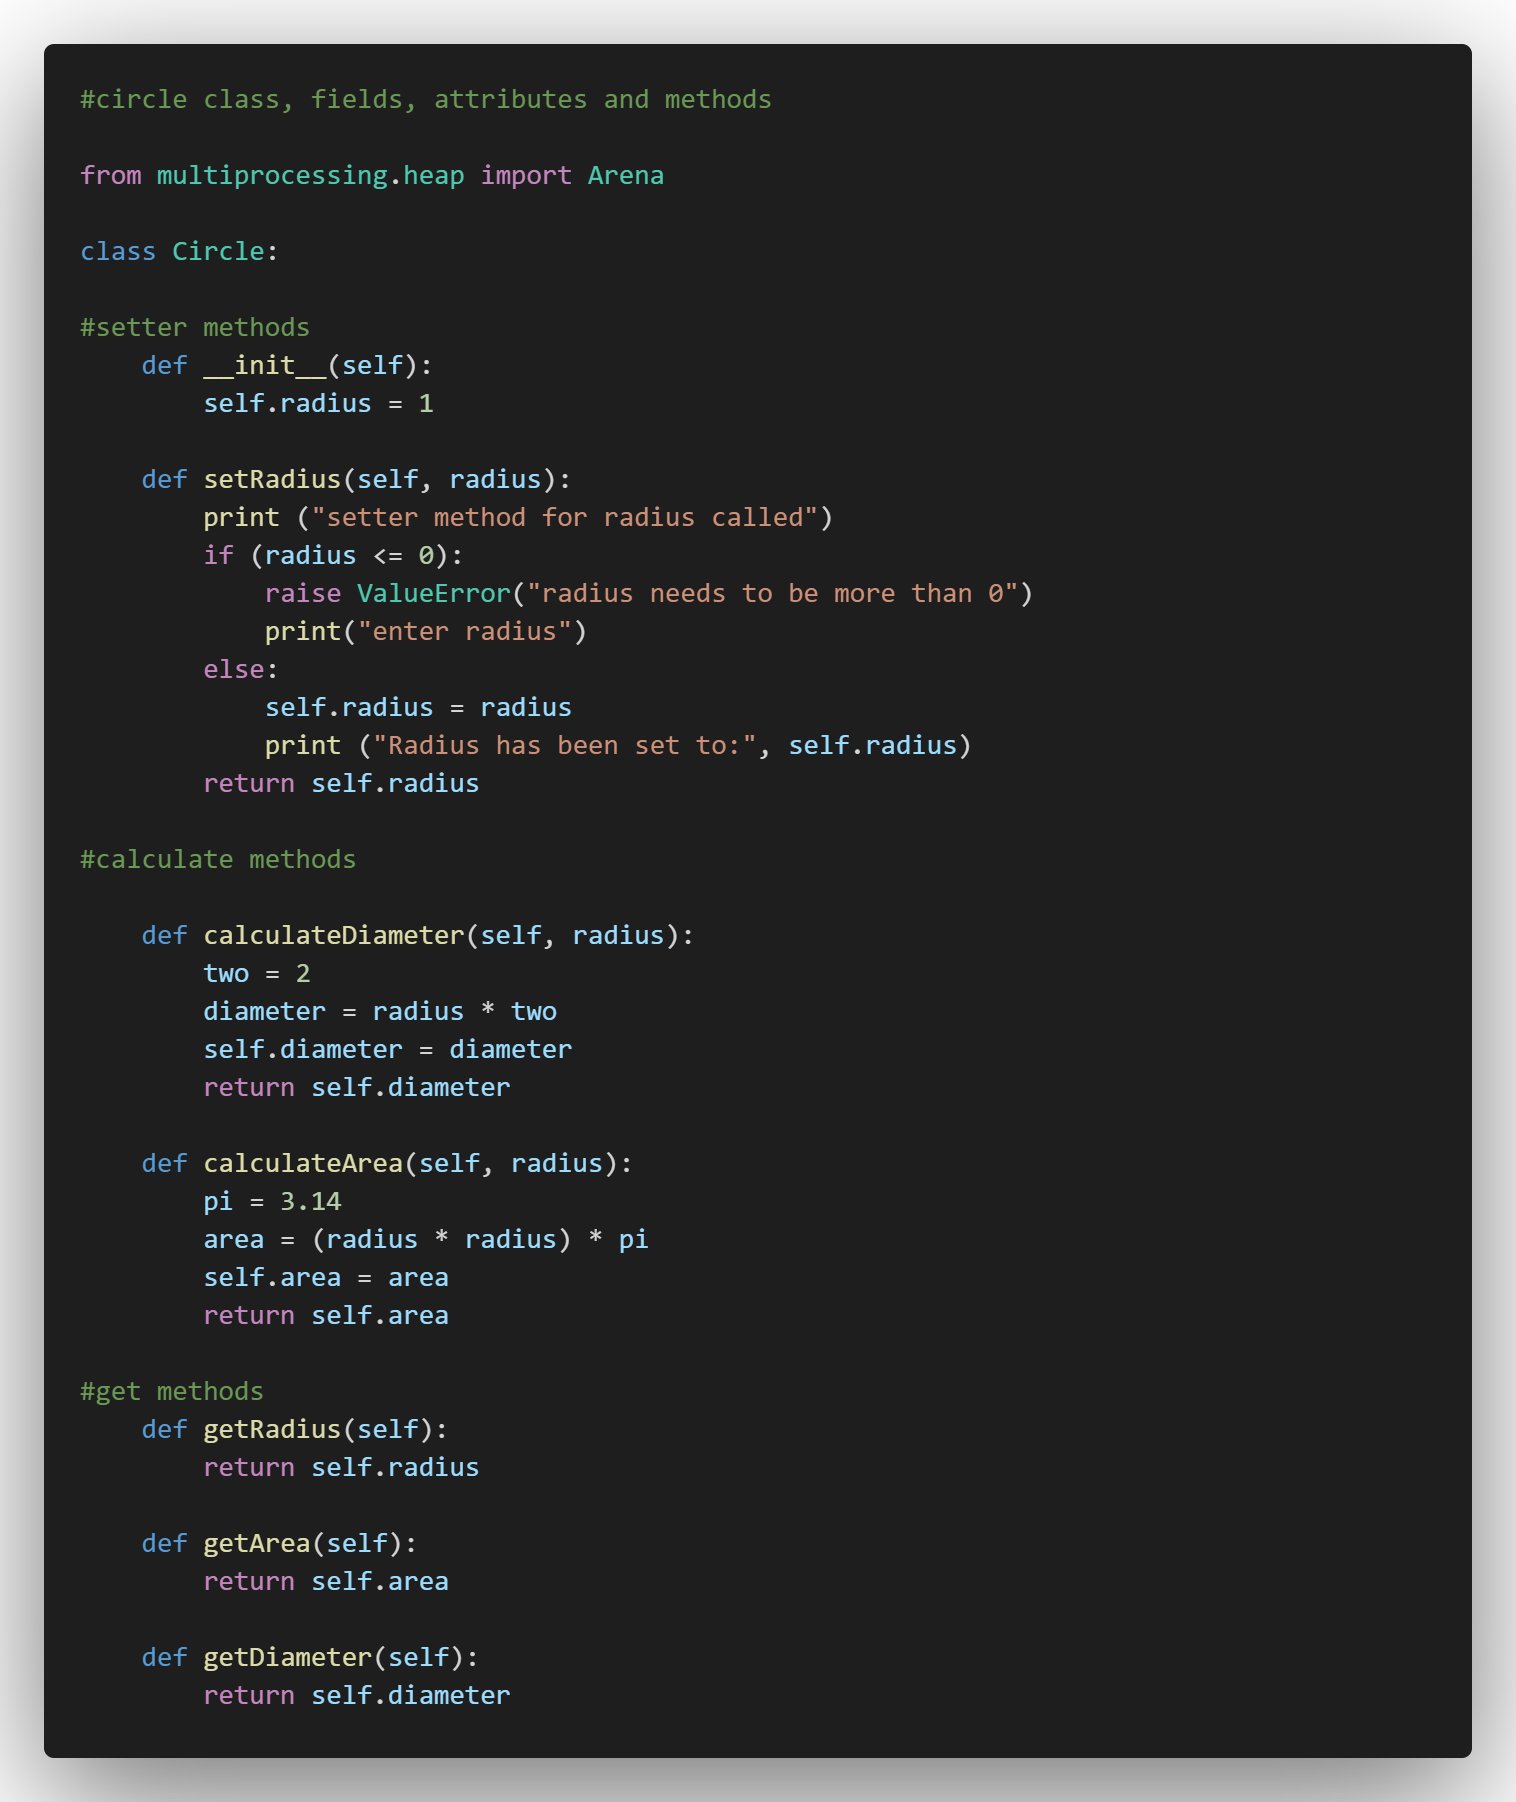 #circle class, fields, attributes and methods
from multiprocessing.heap import Arena
class Circle:
#setter methods
    def __init__(self):
        self.radius = 1
    def setRadius(self, radius):
        print ("setter method for radius called")
        if (radius <= 0):
            raise ValueError("radius needs to be more than 0")
            print("enter radius")
        else:
            self.radius = radius
            print ("Radius has been set to:", self.radius)
        return self.radius
#calculate methods
    def calculateDiameter(self, radius):
        two = 2
        diameter = radius * two
        self.diameter = diameter
        return self.diameter
    def calculateArea(self, radius):
        pi = 3.14
        area = (radius * radius) * pi
        self.area = area
        return self.area
#get methods
    def getRadius(self):
        return self.radius
    def getArea(self):
        return self.area
    def getDiameter(self):
        return self.diameter